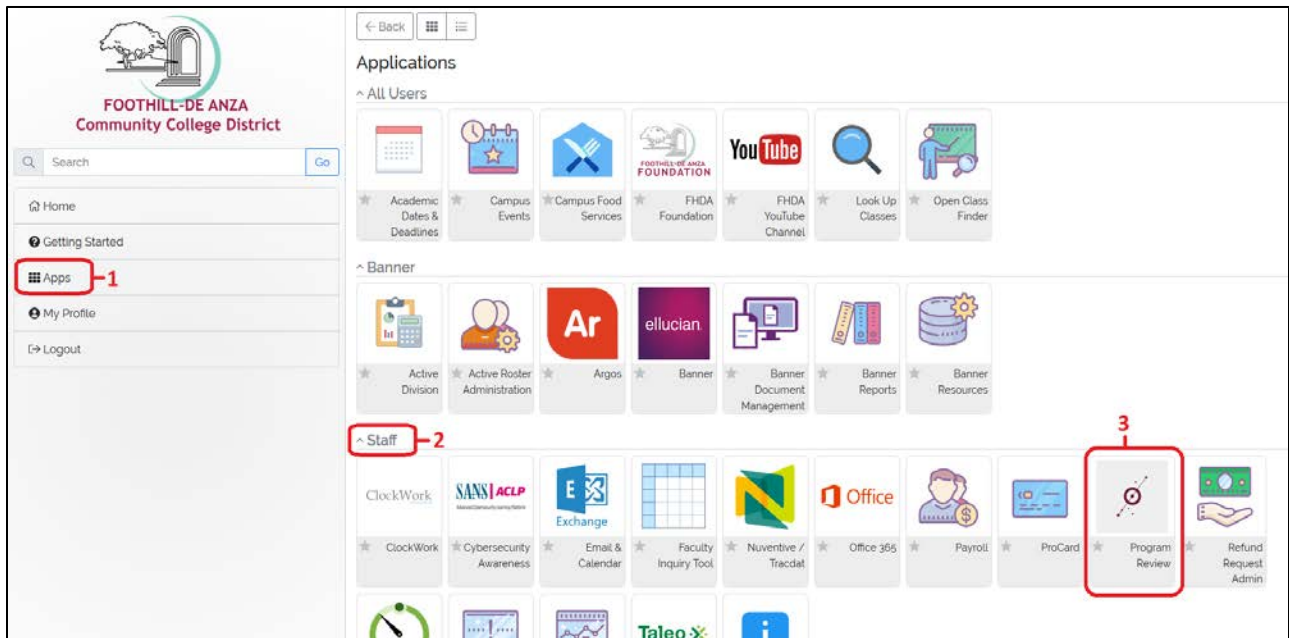 FOOTHILL-DE ANZA
Community College District
Search
Go
Home
Getting Started
Apps
1
My Profile
Logout
Back
Applications
All Users
FOOTHILL-DE ANZA
FOUNDATION
YouTube
Academic
Dates &
Deadlines
Campus
Events
Campus Food
Services
FHDA
Foundation
FHDA
YouTube
Channel
Look Up
Classes
Open Class
Finder
Banner
Ar
ellucian.
Active
Division
Active Roster
Administration
Argos
Banner
Banner
Document
Management
Banner
Reports
Banner
Resources
Staff
2
3
ClockWork
SANS ACLP
E
Exchange
N
Office
ClockWork
Cybersecurity
Awareness
Email &
Calendar
Faculty
Inquiry Tool
Nuventive /
Tracdat
Office 365
Payroll
ProCard
Program
Review
Refund
Request
Admin
Taleo
i